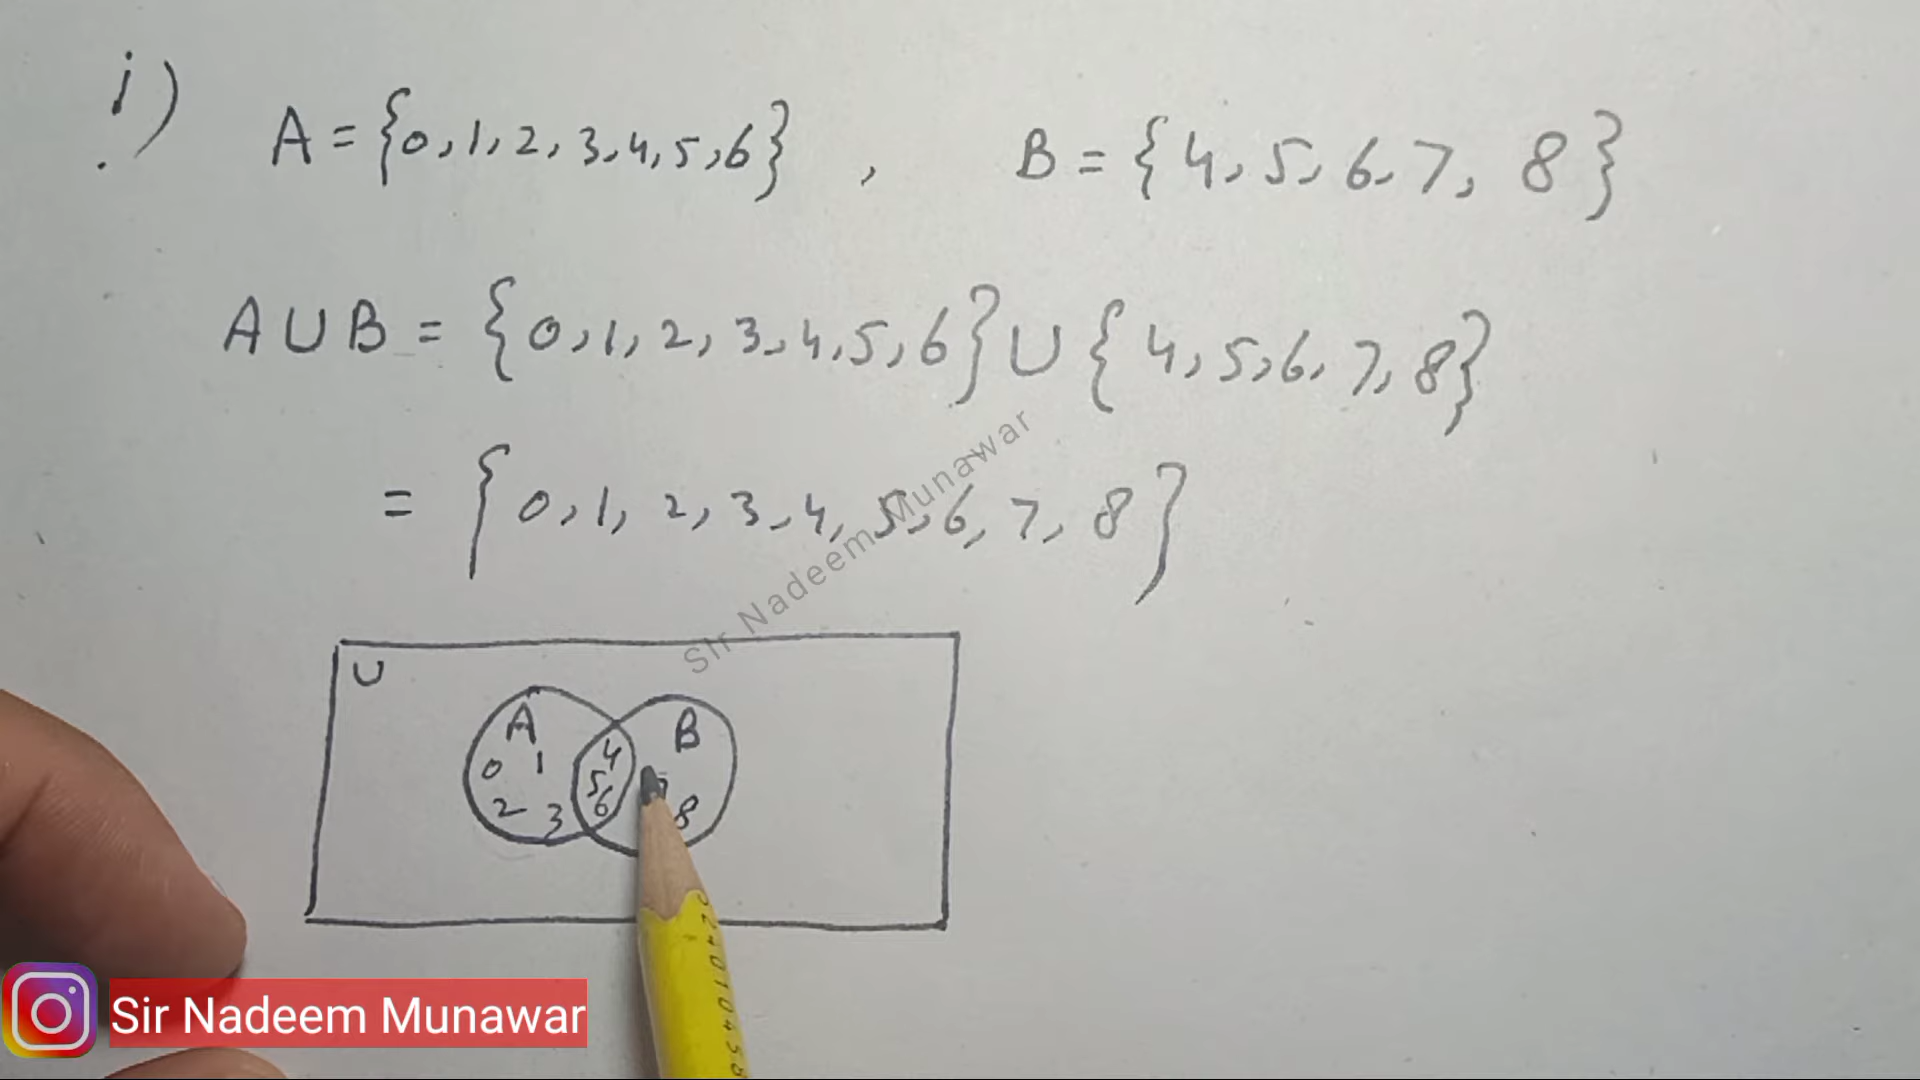 i) A = {0,1,2,3,4,5,6} , B = {4,5,6,7,8}
A ∪ B = {0,1,2,3,4,5,6} ∪ {4,5,6,7,8}
= {0,1,2,3,4,5,6,7,8}
Sir Nadeem Munawar
U
A B
0 1 4
5
2 3 6 8
Sir Nadeem Munawar